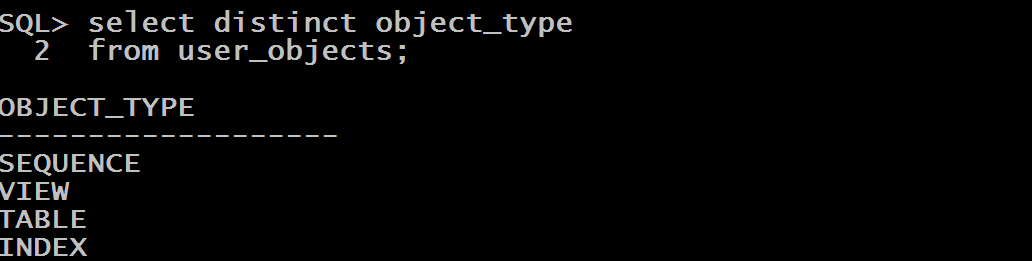 SQL> select distinct object_type
  2  from user_objects;
OBJECT_TYPE
-------------------
SEQUENCE
VIEW
TABLE
INDEX